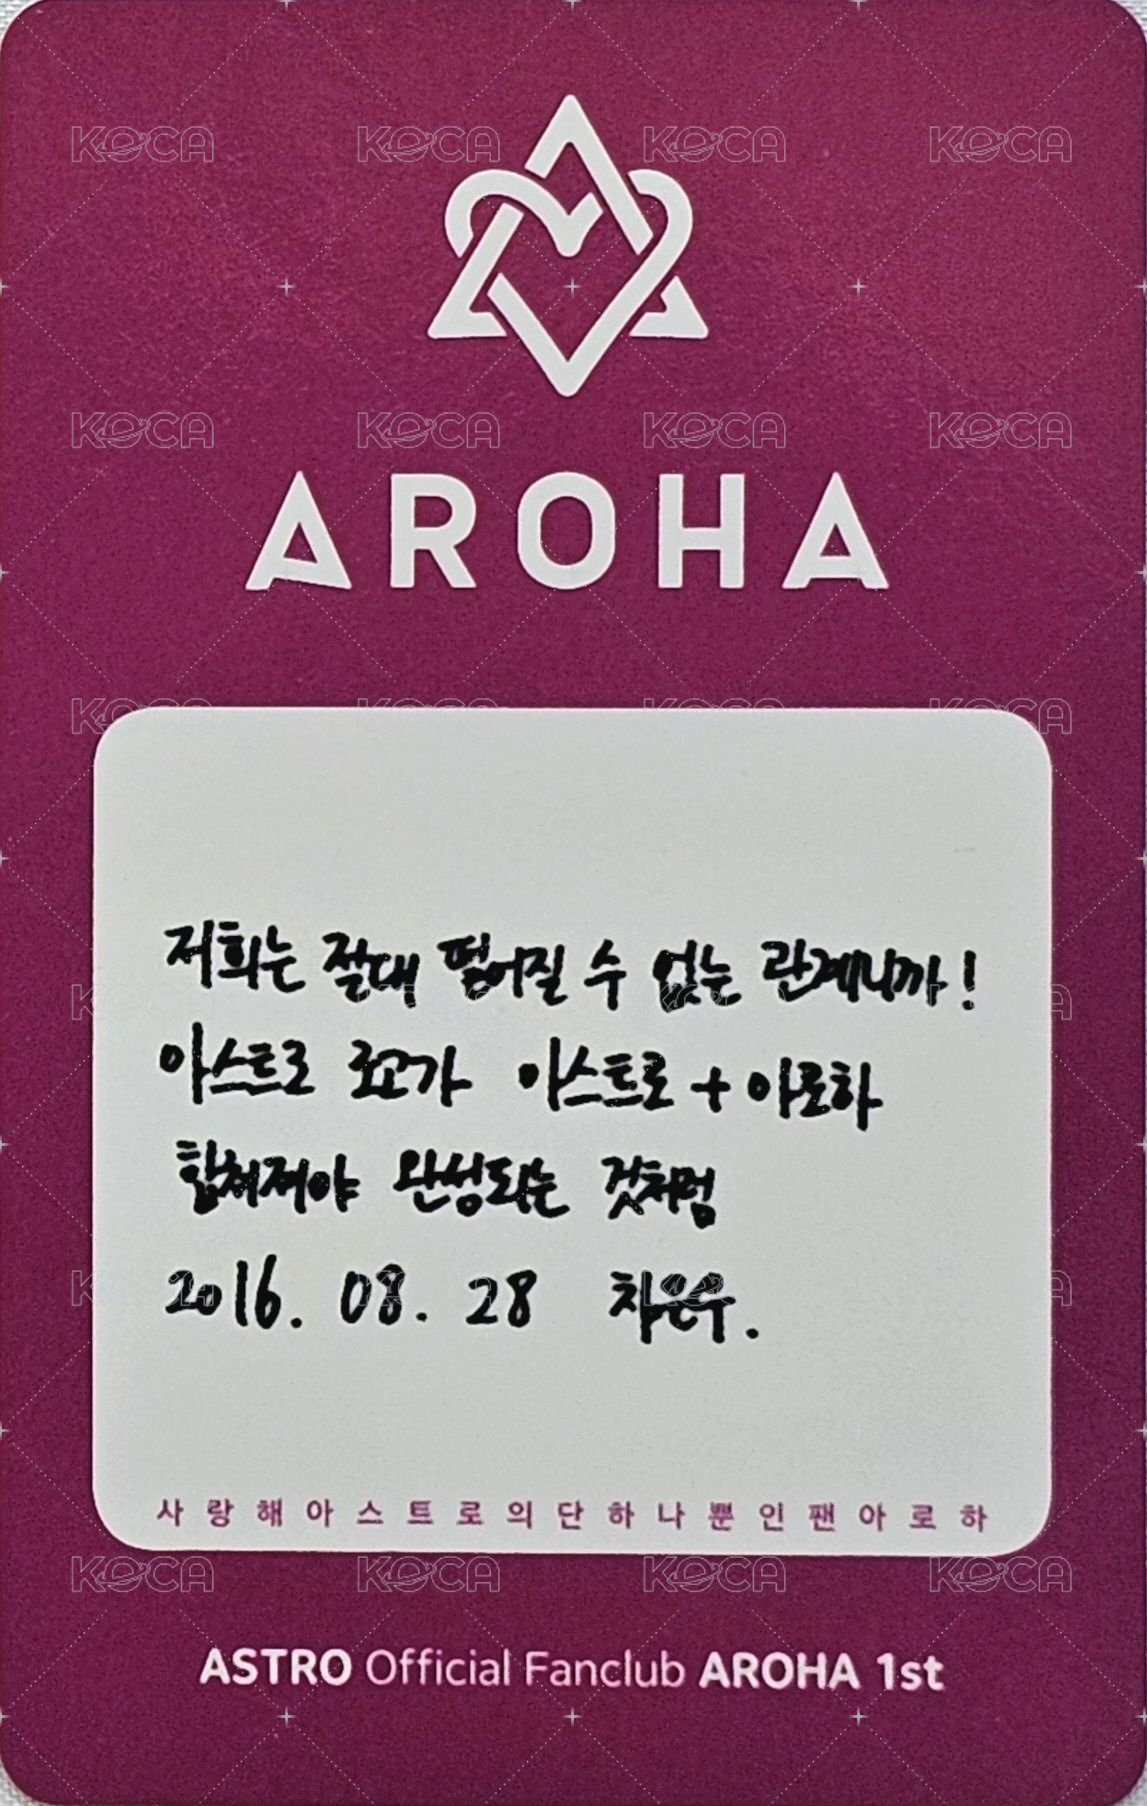 AROHA
저희는 절대 떨어질 수 없는 관계니까!
아스트로 로고가 아스트로 + 아로하
합쳐져야 완성되는 것처럼
2016. 08. 28 차은우.
사랑해아스트로의단하나뿐인팬아로하
ASTRO Official Fanclub AROHA 1st
KOCA